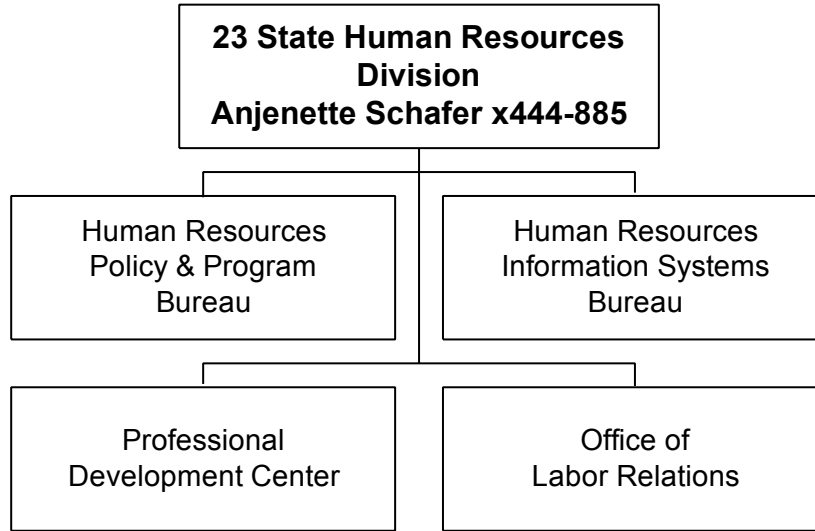 23 State Human Resources
Division
Anjenette Schafer x444-885
Human Resources
Policy & Program
Bureau
Human Resources
Information Systems
Bureau
Professional
Development Center
Office of
Labor Relations